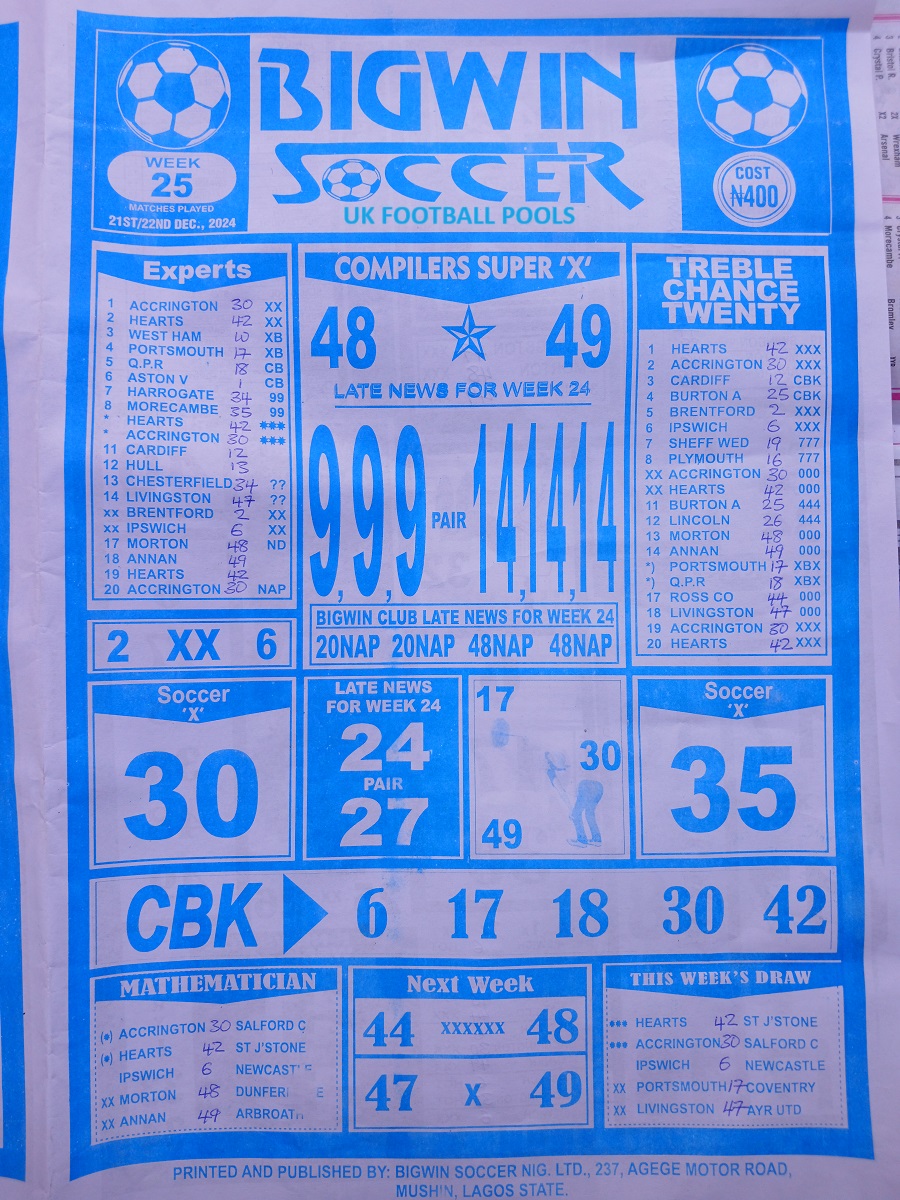 BIGWIN
SOCCER
UK FOOTBALL POOLS
WEEK
25
MATCHES PLAYED
21ST/22ND DEC., 2024
COST
₦400
Experts
1 ACCRINGTON 30 XX
2 HEARTS 42 XX
3 WEST HAM 10 XB
4 PORTSMOUTH 17 XB
5 Q.P.R 18 CB
6 ASTON V 1 CB
7 HARROGATE 34 99
8 MORECAMBE 35 99
* HEARTS 42 ***
* ACCRINGTON 30 ***
11 CARDIFF 12
12 HULL 13
13 CHESTERFIELD 34 ??
14 LIVINGSTON 47 ??
xx BRENTFORD 2 XX
xx IPSWICH 6 XX
17 MORTON 48 ND
18 ANNAN 49
19 HEARTS 42
20 ACCRINGTON 30 NAP
2 XX 6
COMPILERS SUPER 'X'
48 49
LATE NEWS FOR WEEK 24
9,9,9 PAIR 14,14,14
BIGWIN CLUB LATE NEWS FOR WEEK 24
20NAP 20NAP 48NAP 48NAP
TREBLE
CHANCE
TWENTY
1 HEARTS 42 XXX
2 ACCRINGTON 30 XXX
3 CARDIFF 12 CBK
4 BURTON A 25 CBK
5 BRENTFORD 2 XXX
6 IPSWICH 6 XXX
7 SHEFF WED 19 777
8 PLYMOUTH 16 777
XX ACCRINGTON 30 000
XX HEARTS 42 000
11 BURTON A 25 444
12 LINCOLN 26 444
13 MORTON 48 000
14 ANNAN 49 000
*) PORTSMOUTH 17 XBX
*) Q.P.R 18 XBX
17 ROSS CO 44 000
18 LIVINGSTON 47 000
19 ACCRINGTON 30 XXX
20 HEARTS 42 XXX
Soccer
'X'
30
LATE NEWS
FOR WEEK 24
24
PAIR
27
17
30
49
Soccer
'X'
35
CBK 6 17 18 30 42
MATHEMATICIAN
(*) ACCRINGTON 30 SALFORD C
(*) HEARTS 42 ST J'STONE
IPSWICH 6 NEWCAST
XX MORTON 48 DUNFER
XX ANNAN 49 ARBROATH
Next Week
44 XXXXXX 48
47 X 49
THIS WEEK'S DRAW
*** HEARTS 42 ST J'STONE
*** ACCRINGTON 30 SALFORD C
IPSWICH 6 NEWCASTLE
XX PORTSMOUTH 17 COVENTRY
XX LIVINGSTON 47 AYR UTD
PRINTED AND PUBLISHED BY: BIGWIN SOCCER NIG. LTD., 237, AGEGE MOTOR ROAD,
MUSHIN, LAGOS STATE.
3 Bristol R. 2X Wrexham
4 Crystal P. X2 Arsenal
4 Morecambe Bromley